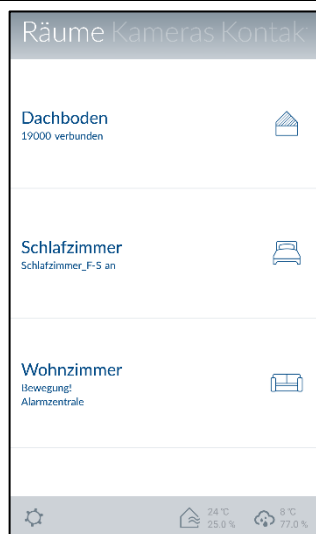 Räume Kameras Kontak
Dachboden
19000 verbunden
Schlafzimmer
Schlafzimmer_F-S an
Wohnzimmer
Bewegung!
Alarmzentrale
24 °C 8 °C
25.0 % 77.0 %